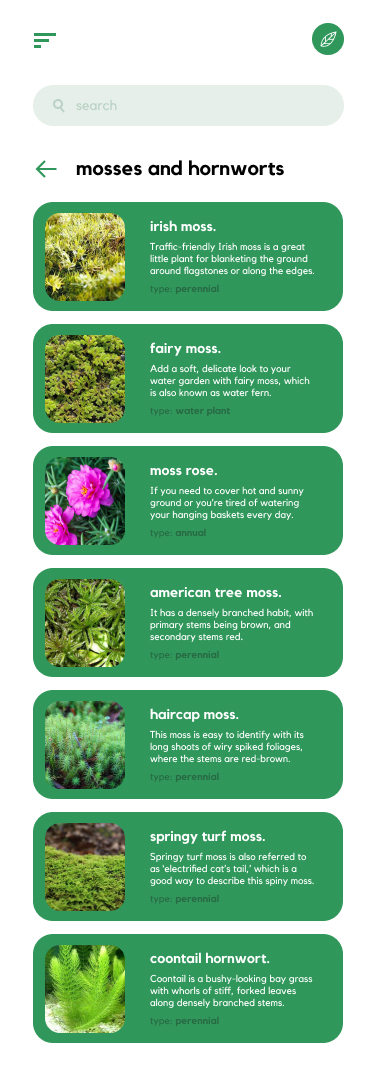 search
mosses and hornworts
irish moss.
Traffic-friendly Irish moss is a great
little plant for blanketing the ground
around flagstones or along the edges.
type: perennial
fairy moss.
Add a soft, delicate look to your
water garden with fairy moss, which
is also known as water fern.
type: water plant
moss rose.
If you need to cover hot and sunny
ground or you're tired of watering
your hanging baskets every day.
type: annual
american tree moss.
It has a densely branched habit, with
primary stems being brown, and
secondary stems red.
type: perennial
haircap moss.
This moss is easy to identify with its
long shoots of wiry spiked foliages,
where the stems are red-brown.
type: perennial
springy turf moss.
Springy turf moss is also referred to
as 'electrified cat's tail,' which is a
good way to describe this spiny moss.
type: perennial
coontail hornwort.
Coontail is a bushy-looking bay grass
with whorls of stiff, forked leaves
along densely branched stems.
type: perennial